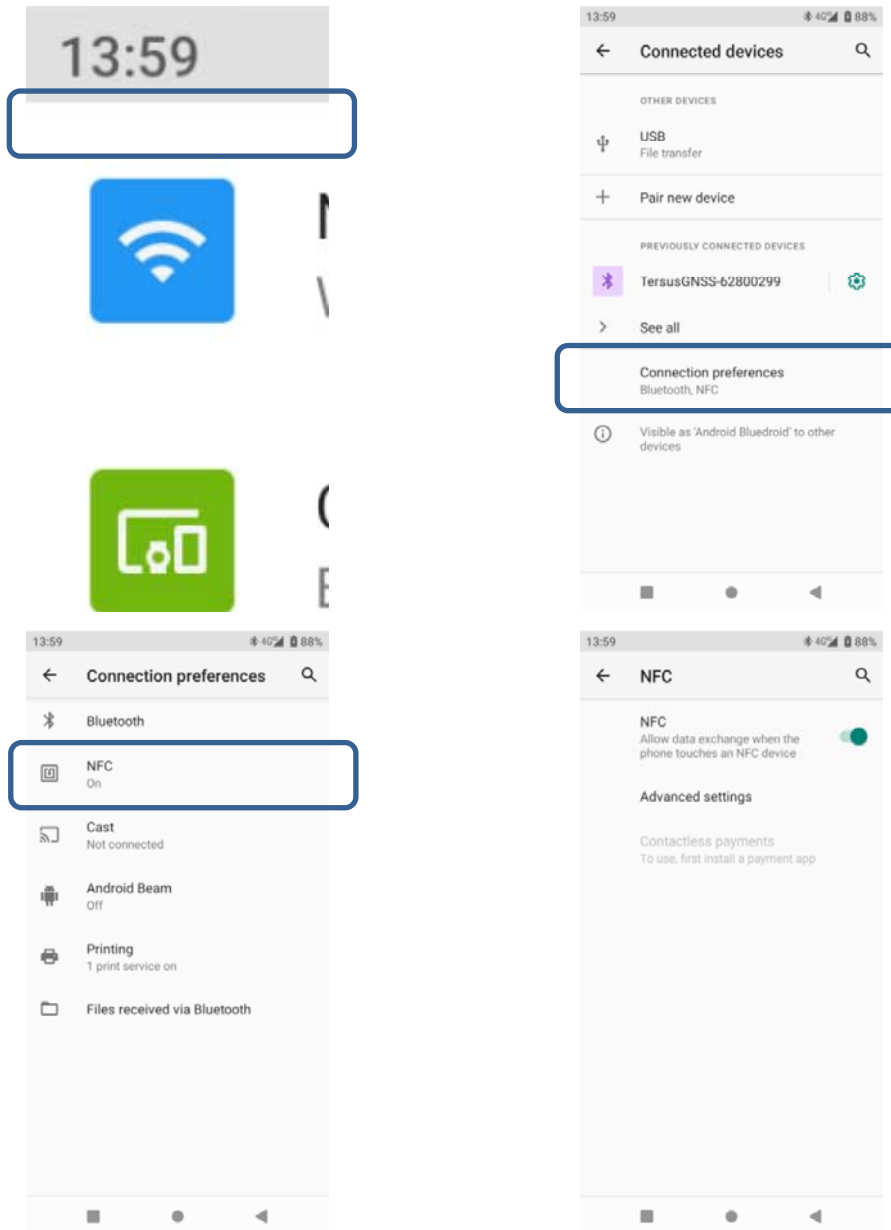 13:59
13:59
4G
88%
Connected devices
OTHER DEVICES
USB
File transfer
Pair new device
PREVIOUSLY CONNECTED DEVICES
TersusGNSS-62800299
See all
Connection preferences
Bluetooth, NFC
Visible as 'Android Bluedroid' to other
devices
13:59
4G
88%
Connection preferences
Bluetooth
NFC
On
Cast
Not connected
Android Beam
Off
Printing
1 print service on
Files received via Bluetooth
13:59
4G
88%
NFC
NFC
Allow data exchange when the
phone touches an NFC device
Advanced settings
Contactless payments
To use, first install a payment app